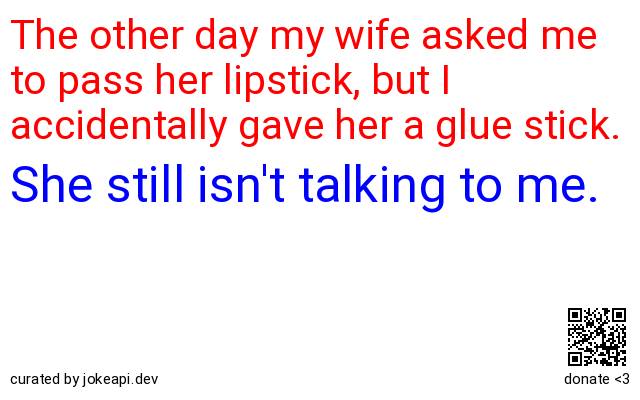 The other day my wife asked me
to pass her lipstick, but I
accidentally gave her a glue stick.
She still isn't talking to me.
curated by jokeapi.dev
donate <3